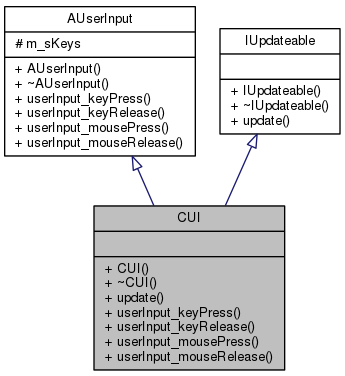 AUserInput
# m_sKeys
+ AUserInput()
+ ~AUserInput()
+ userInput_keyPress()
+ userInput_keyRelease()
+ userInput_mousePress()
+ userInput_mouseRelease()
IUpdateable
+ IUpdateable()
+ ~IUpdateable()
+ update()
CUI
+ CUI()
+ ~CUI()
+ update()
+ userInput_keyPress()
+ userInput_keyRelease()
+ userInput_mousePress()
+ userInput_mouseRelease()